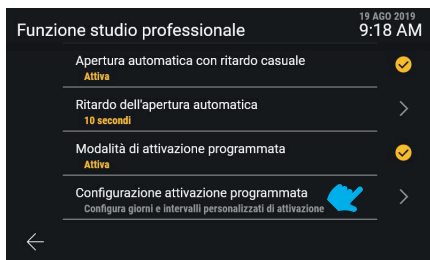 19 AGO 2019
Funzione studio professionale 9:18 AM
Apertura automatica con ritardo casuale
Attiva
Ritardo dell'apertura automatica
10 secondi
Modalità di attivazione programmata
Attiva
Configurazione attivazione programmata
Configura giorni e intervalli personalizzati di attivazione